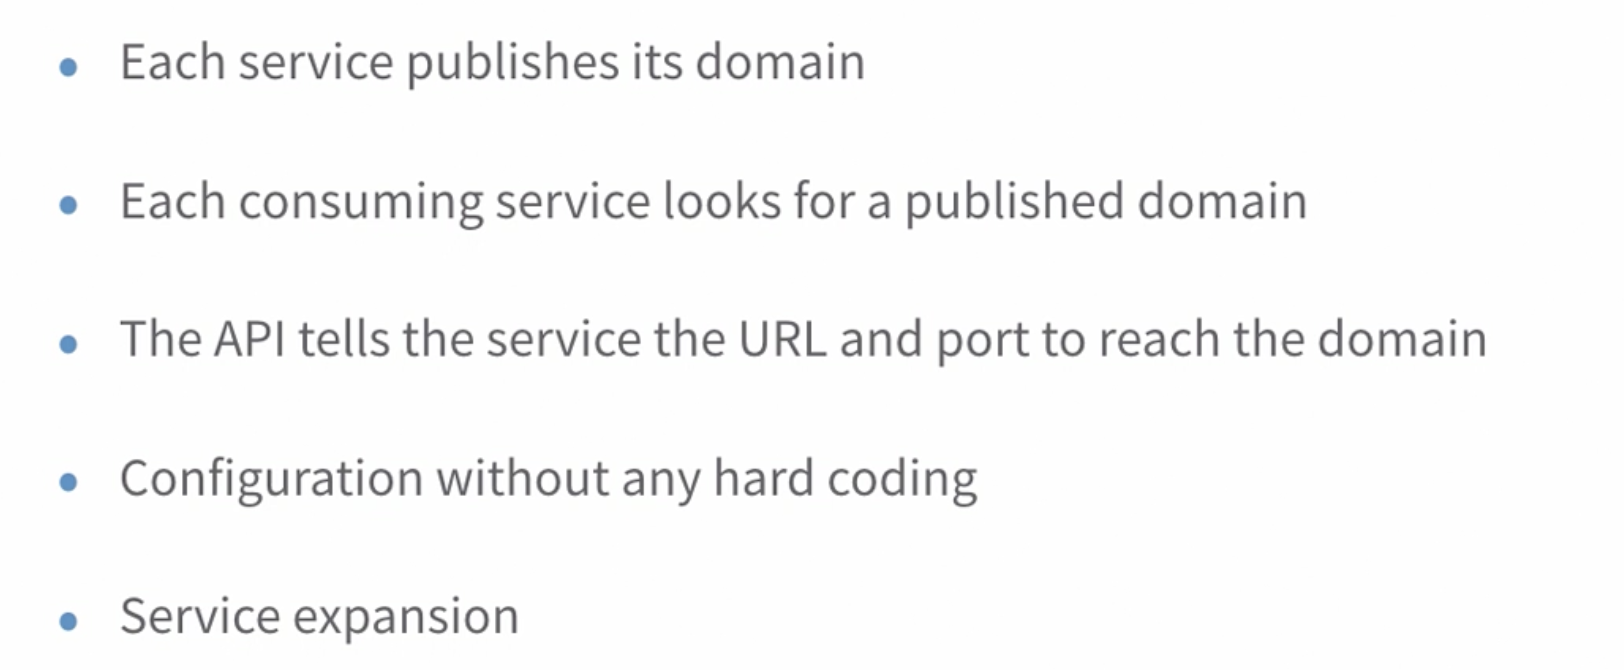 • Each service publishes its domain
• Each consuming service looks for a published domain
• The API tells the service the URL and port to reach the domain
• Configuration without any hard coding
• Service expansion